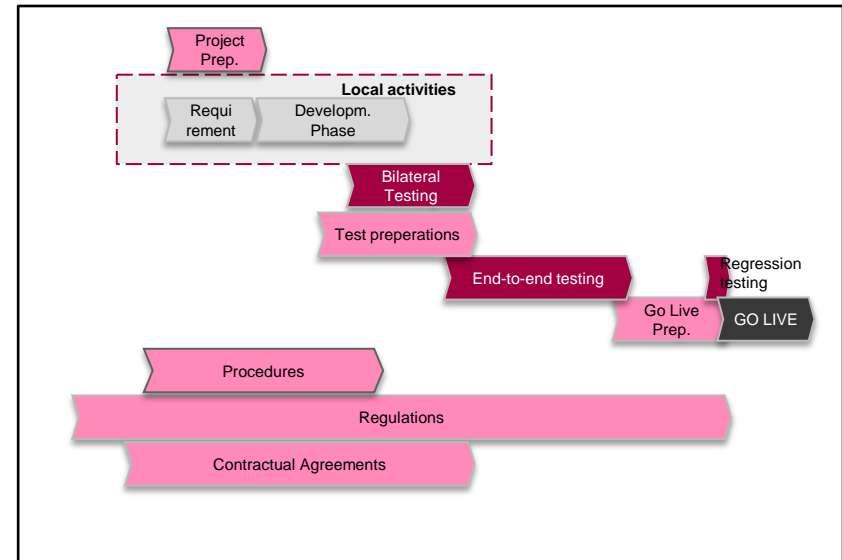 Project
Prep.
Local activities
Requi
rement
Developm.
Phase
Bilateral
Testing
Test preperations
End-to-end testing
Regression
testing
Go Live
Prep.
GO LIVE
Procedures
Regulations
Contractual Agreements